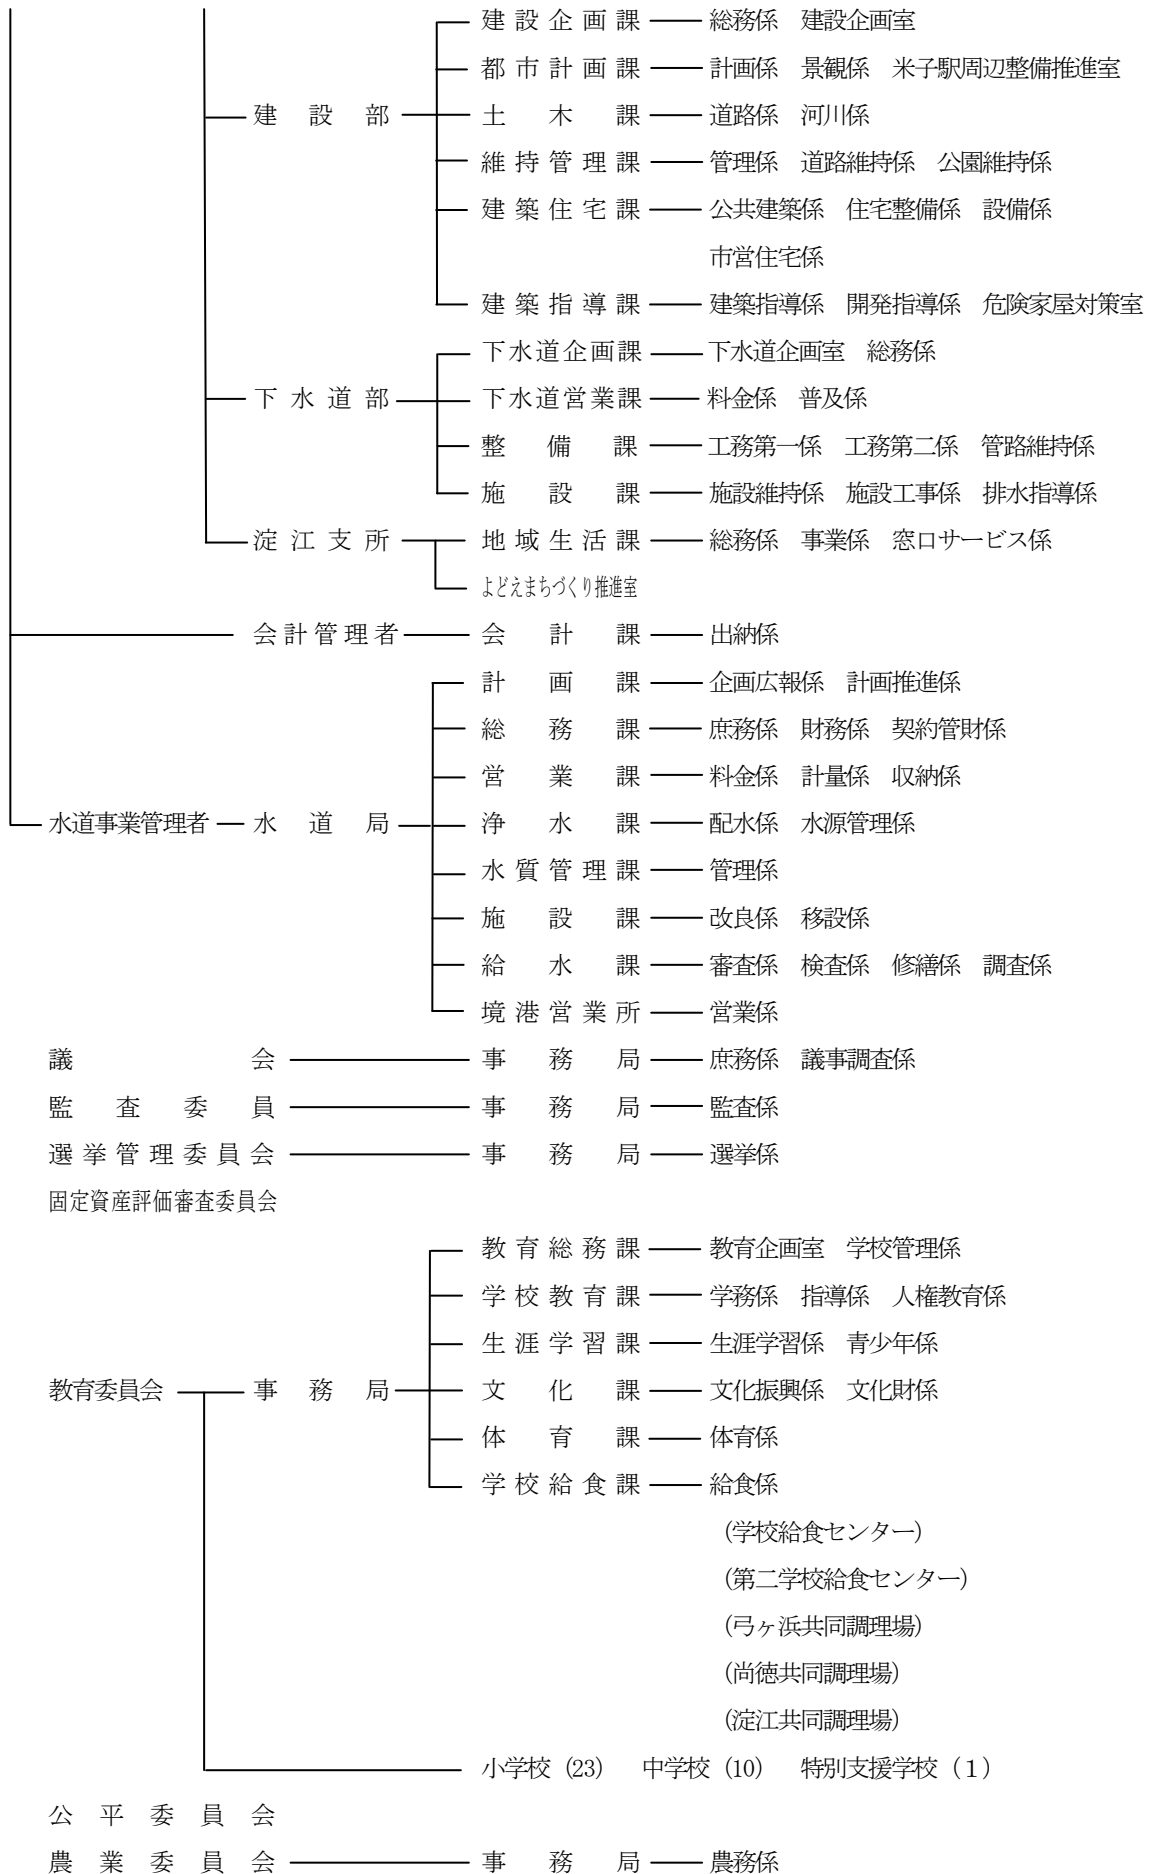 建設企画課 総務係 建設企画室
都市計画課 計画係 景観係 米子駅周辺整備推進室
建設部 土木課 道路係 河川係
維持管理課 管理係 道路維持係 公園維持係
建築住宅課 公共建築係 住宅整備係 設備係
市営住宅係
建築指導課 建築指導係 開発指導係 危険家屋対策室
下水道企画課 下水道企画室 総務係
下水道部 下水道営業課 料金係 普及係
整備課 工務第一係 工務第二係 管路維持係
施設課 施設維持係 施設工事係 排水指導係
淀江支所 地域生活課 総務係 事業係 窓口サービス係
よどえまちづくり推進室
会計管理者 会計課 出納係
計画課 企画広報係 計画推進係
総務課 庶務係 財務係 契約管財係
営業課 料金係 計量係 収納係
水道事業管理者 水道局 浄水課 配水係 水源管理係
水質管理課 管理係
施設課 改良係 移設係
給水課 審査係 検査係 修繕係 調査係
境港営業所 営業係
議会 事務局 庶務係 議事調査係
監査委員 事務局 監査係
選挙管理委員会 事務局 選挙係
固定資産評価審査委員会
教育総務課 教育企画室 学校管理係
学校教育課 学務係 指導係 人権教育係
生涯学習課 生涯学習係 青少年係
教育委員会 事務局 文化課 文化振興係 文化財係
体育課 体育係
学校給食課 給食係
(学校給食センター)
(第二学校給食センター)
(弓ヶ浜共同調理場)
(尚徳共同調理場)
(淀江共同調理場)
小学校（23） 中学校（10） 特別支援学校（１）
公平委員会
農業委員会 事務局 農務係